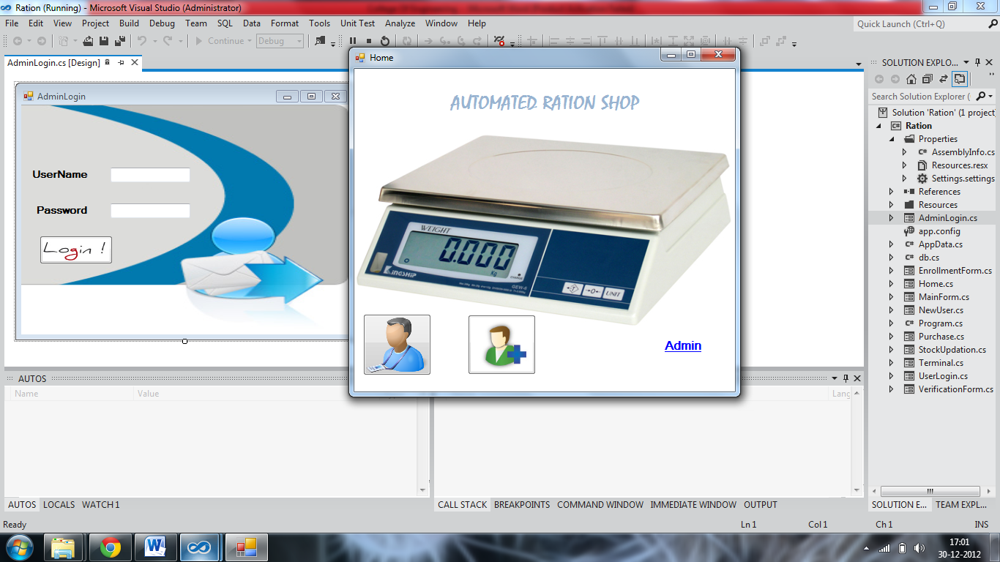 Ration (Running) - Microsoft Visual Studio (Administrator)
Quick Launch (Ctrl+Q)
File Edit View Project Build Debug Team SQL Data Format Tools Unit Test Analyze Window Help
Continue Debug
AdminLogin.cs [Design]
AdminLogin
UserName
Password
Login !
Home
AUTOMATED RATION SHOP
WEIGHT
0.000
Kg
KINGSHIP
CHARGE
UNIT
Admin
SOLUTION EXPLO...
Search Solution Explorer (
Solution 'Ration' (1 project
Ration
Properties
AssemblyInfo.cs
Resources.resx
Settings.settings
References
Resources
AdminLogin.cs
app.config
AppData.cs
db.cs
EnrollmentForm.cs
Home.cs
MainForm.cs
NewUser.cs
Program.cs
Purchase.cs
StockUpdation.cs
Terminal.cs
UserLogin.cs
VerificationForm.cs
AUTOS
Name Value
Lang
AUTOS LOCALS WATCH 1
CALL STACK BREAKPOINTS COMMAND WINDOW IMMEDIATE WINDOW OUTPUT
SOLUTION E... TEAM EXPL...
Ready Ln 1 Col 1 Ch 1 INS
17:01
30-12-2012